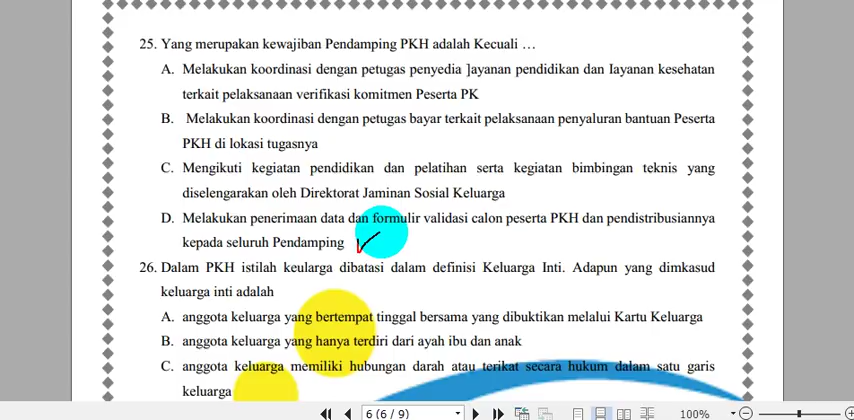 25. Yang merupakan kewajiban Pendamping PKH adalah Kecuali …
A. Melakukan koordinasi dengan petugas penyedia ]ayanan pendidikan dan Iayanan kesehatan
terkait pelaksanaan verifikasi komitmen Peserta PK
B. Melakukan koordinasi dengan petugas bayar terkait pelaksanaan penyaluran bantuan Peserta
PKH di lokasi tugasnya
C. Mengikuti kegiatan pendidikan dan pelatihan serta kegiatan bimbingan teknis yang
diselengarakan oleh Direktorat Jaminan Sosial Keluarga
D. Melakukan penerimaan data dan formulir validasi calon peserta PKH dan pendistribusiannya
kepada seluruh Pendamping
26. Dalam PKH istilah keularga dibatasi dalam definisi Keluarga Inti. Adapun yang dimkasud
keluarga inti adalah
A. anggota keluarga yang bertempat tinggal bersama yang dibuktikan melalui Kartu Keluarga
B. anggota keluarga yang hanya terdiri dari ayah ibu dan anak
C. anggota keluarga memiliki hubungan darah atau terikat secara hukum dalam satu garis
keluarga
6 (6 / 9)
100%